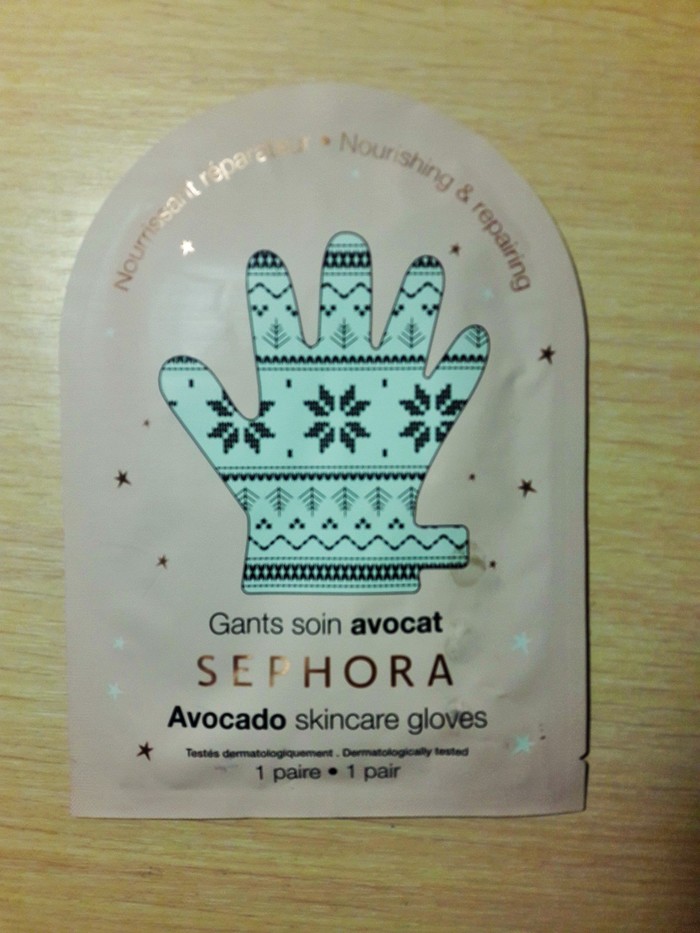 Nourrissant réparateur • Nourishing & repairing
Gants soin avocat
SEPHORA
Avocado skincare gloves
Testés dermatologiquement . Dermatologically tested
1 paire • 1 pair